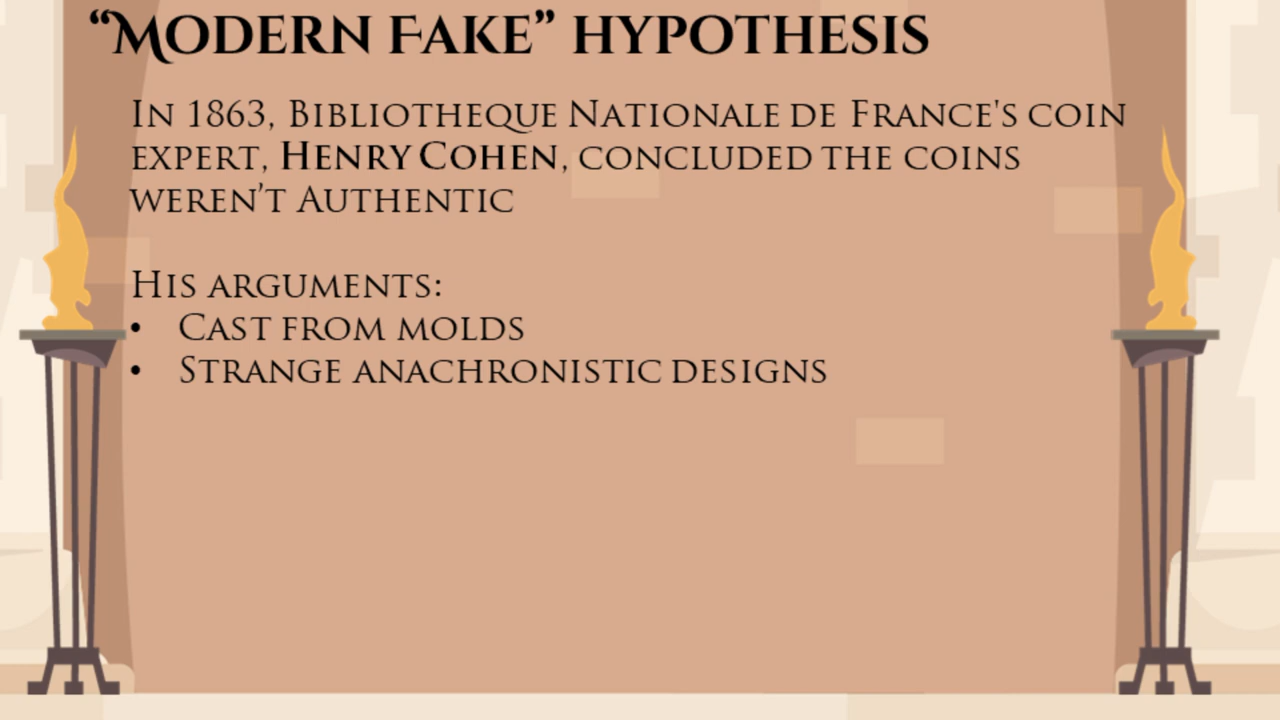 “Modern Fake” hypothesis
In 1863, Bibliotheque Nationale de France's coin
expert, Henry Cohen, concluded the coins
weren’t Authentic
His arguments:
• Cast from molds
• Strange anachronistic designs